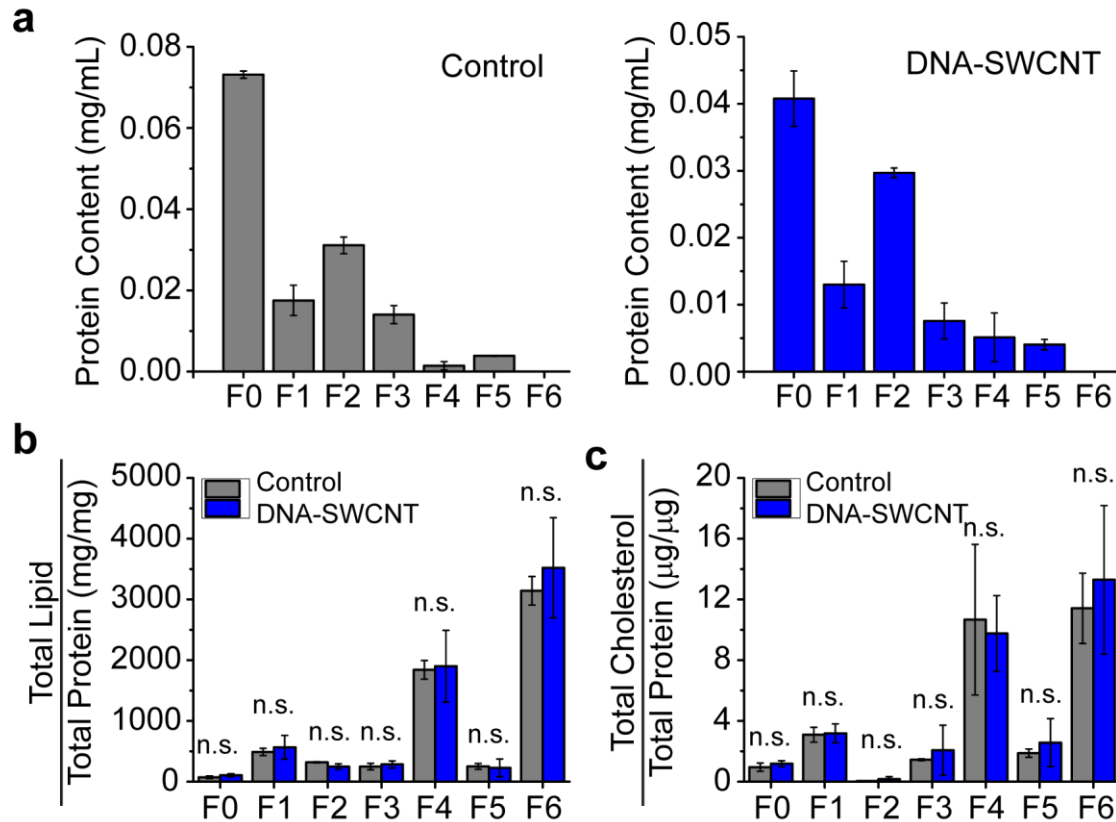 a
Protein Content (mg/mL)
0.08
0.06
0.04
0.02
0.00
Control
F0 F1 F2 F3 F4 F5 F6
Protein Content (mg/mL)
0.05
0.04
0.03
0.02
0.01
0.00
DNA-SWCNT
F0 F1 F2 F3 F4 F5 F6
b
Total Lipid
Total Protein (mg/mg)
5000
4000
3000
2000
1000
0
Control
DNA-SWCNT
n.s. n.s. n.s. n.s. n.s. n.s. n.s.
F0 F1 F2 F3 F4 F5 F6
c
Total Cholesterol
Total Protein (μg/μg)
20
16
12
8
4
0
Control
DNA-SWCNT
n.s. n.s. n.s. n.s. n.s. n.s. n.s.
F0 F1 F2 F3 F4 F5 F6